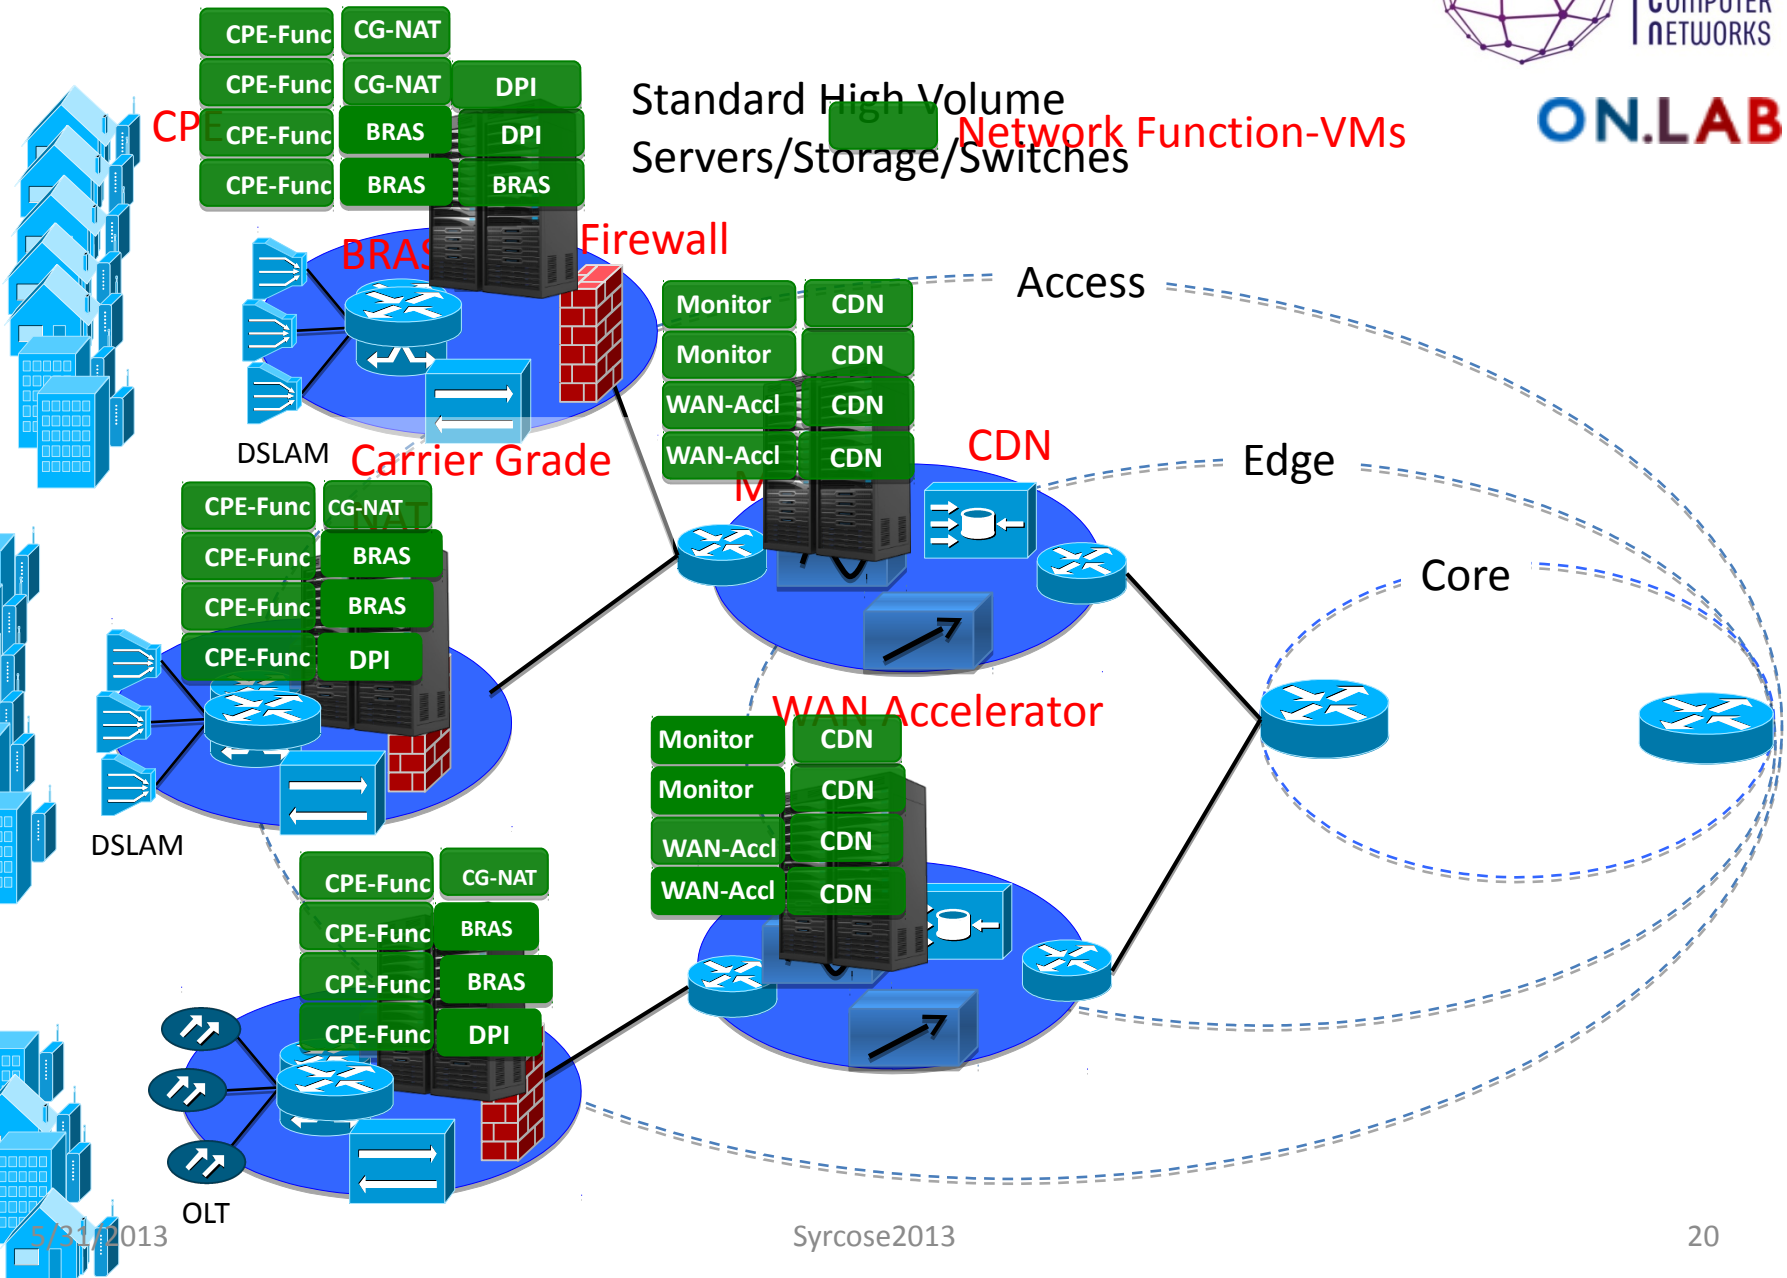 COMPUTER
NETWORKS
ON.LAB
Standard High Volume
Servers/Storage/Switches
Network Function-VMs
CPE
CPE-Func CG-NAT
CPE-Func CG-NAT DPI
CPE-Func BRAS DPI
CPE-Func BRAS BRAS
BRAS
Firewall
Access
DSLAM
Carrier Grade
NAT
Monitor CDN
Monitor CDN
WAN-Accl CDN
WAN-Accl CDN
CDN
Edge
Core
CPE-Func CG-NAT
CPE-Func BRAS
CPE-Func BRAS
CPE-Func DPI
DSLAM
WAN Accelerator
Monitor CDN
Monitor CDN
WAN-Accl CDN
WAN-Accl CDN
CPE-Func CG-NAT
CPE-Func BRAS
CPE-Func BRAS
CPE-Func DPI
OLT
5/31/2013
Syrcose2013
20